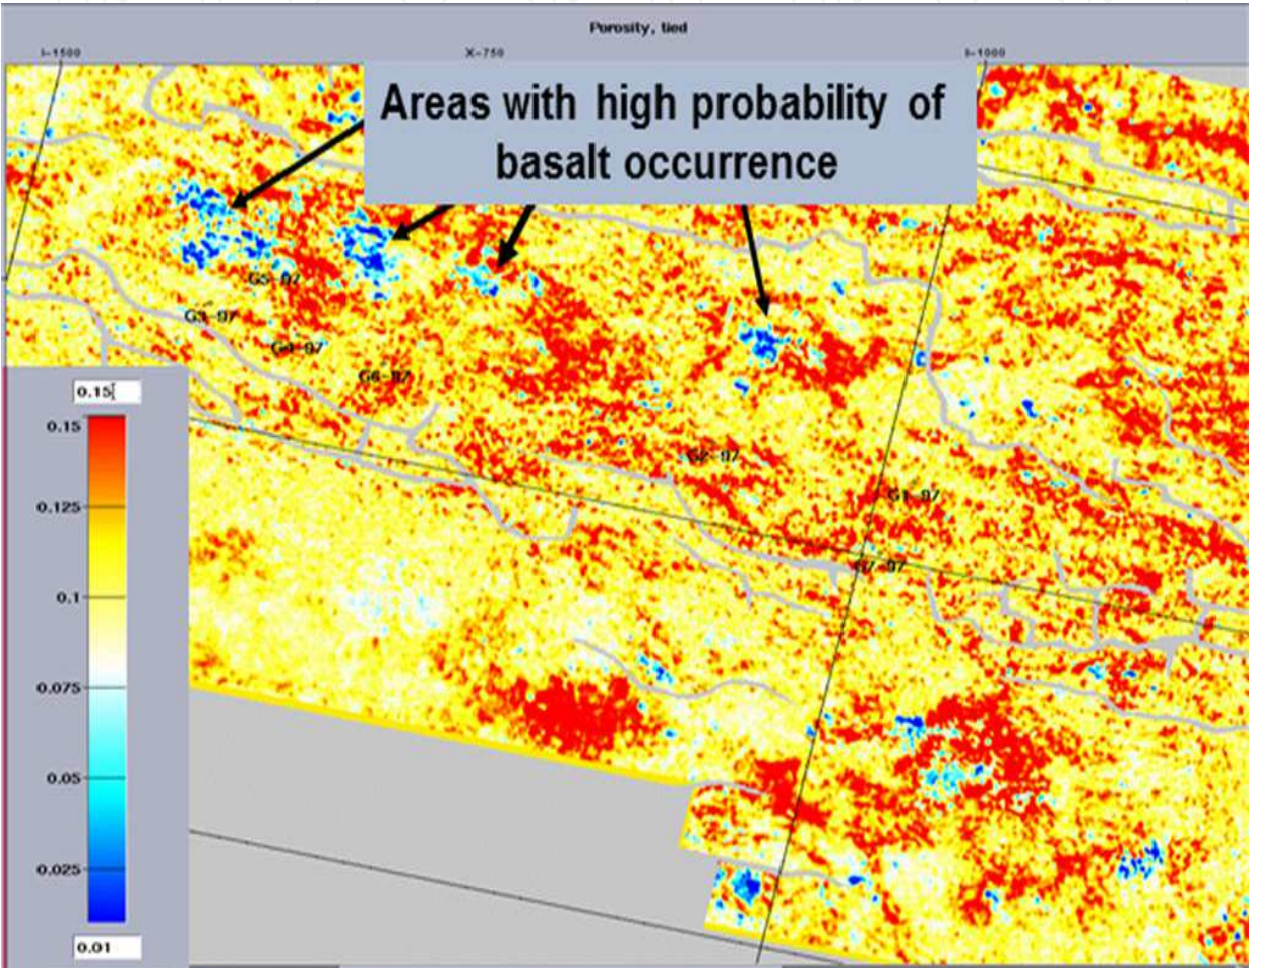 Porosity, tied
I-1500
X-750
I-1000
Areas with high probability of
basalt occurrence
G5-97
G3-97
G4-97
G6-97
0.15
0.15
0.125
0.1
0.075
0.05
0.025
0.01
G2-97
G1-97
G7-97